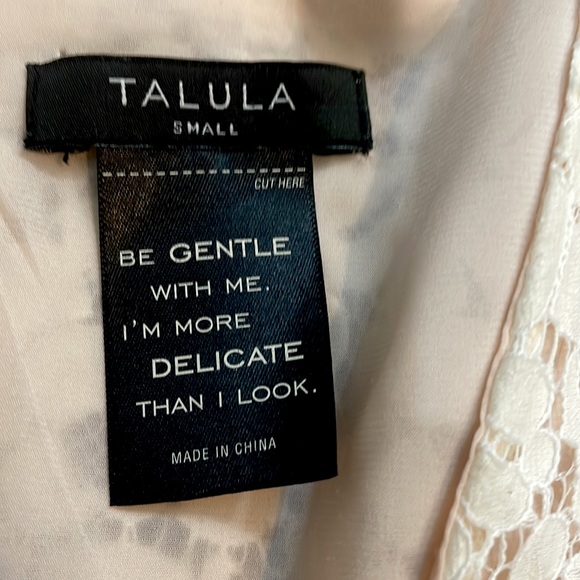 TALULA
SMALL
CUT HERE
BE GENTLE
WITH ME.
I'M MORE
DELICATE
THAN I LOOK.
MADE IN CHINA